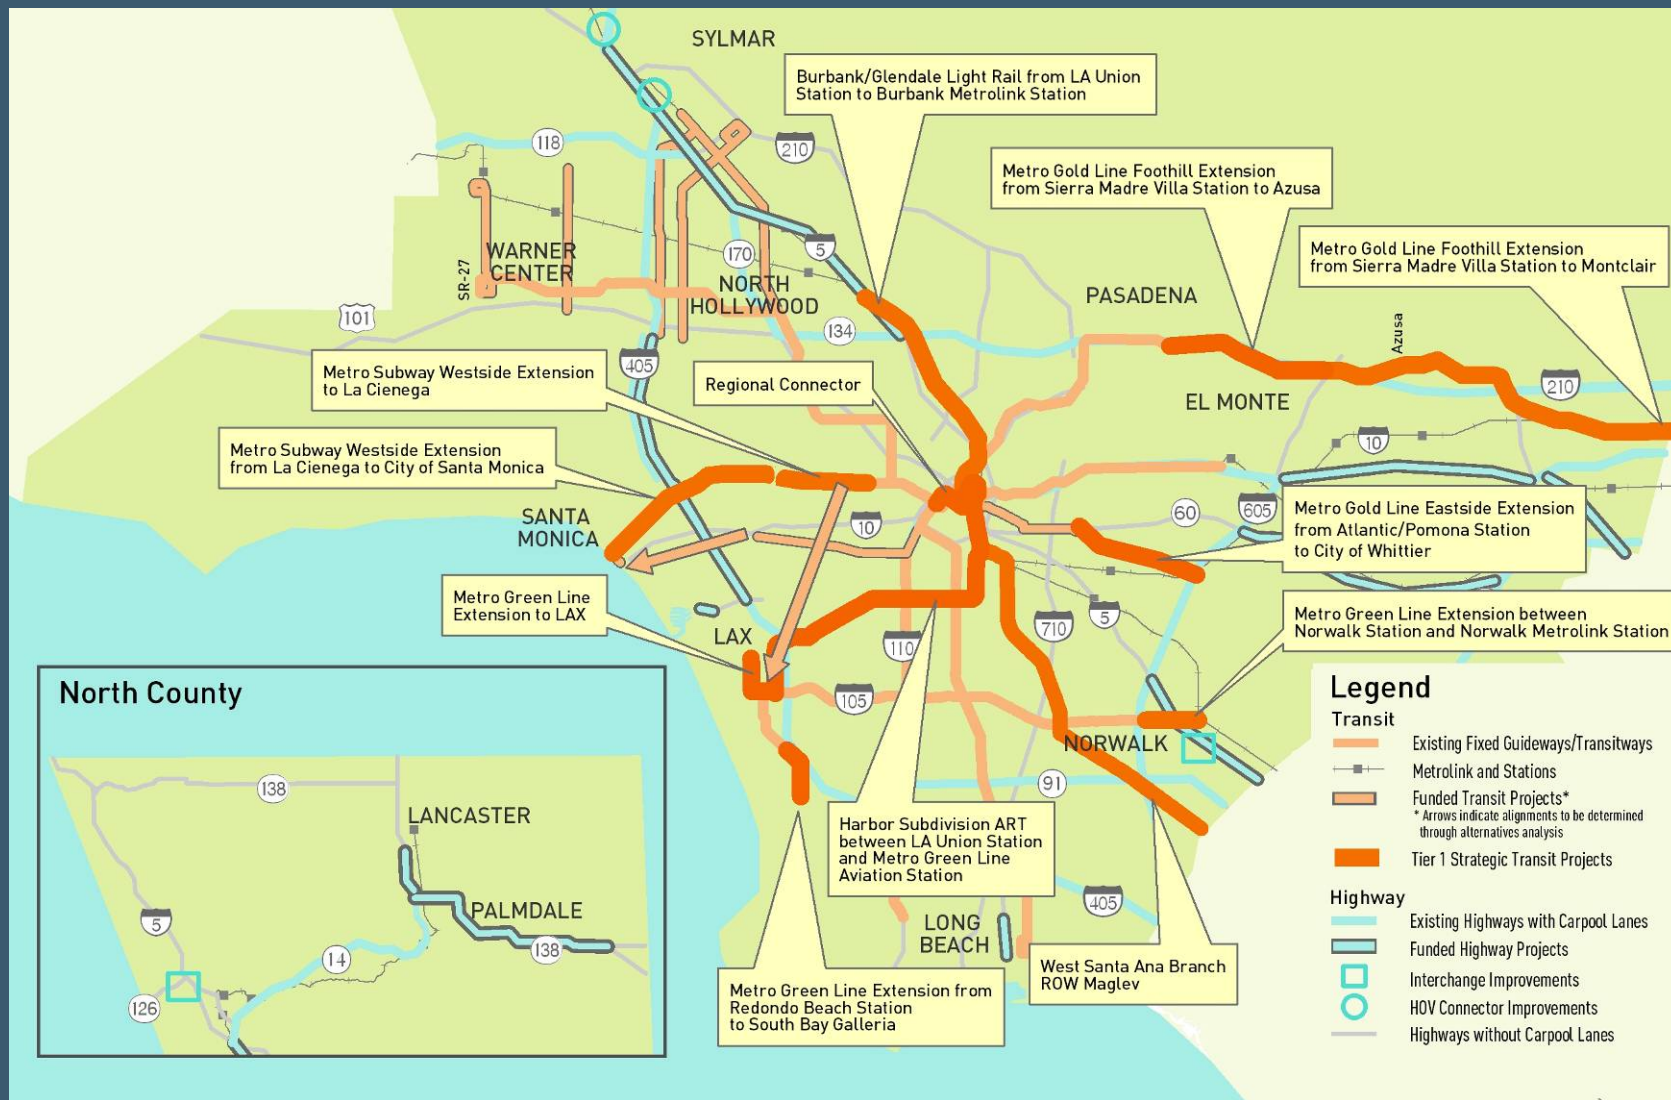 SYLMAR
Burbank/Glendale Light Rail from LA Union
Station to Burbank Metrolink Station
118
210
Metro Gold Line Foothill Extension
from Sierra Madre Villa Station to Azusa
Metro Gold Line Foothill Extension
from Sierra Madre Villa Station to Montclair
WARNER
CENTER
SR-27
170
5
NORTH
HOLLYWOOD
PASADENA
101
134
Azusa
405
Metro Subway Westside Extension
to La Cienega
Regional Connector
210
EL MONTE
10
Metro Subway Westside Extension
from La Cienega to City of Santa Monica
SANTA
MONICA
10
60
605
Metro Gold Line Eastside Extension
from Atlantic/Pomona Station
to City of Whittier
Metro Green Line
Extension to LAX
LAX
110
710
5
Metro Green Line Extension between
Norwalk Station and Norwalk Metrolink Station
105
NORWALK
91
Harbor Subdivision ART
between LA Union Station
and Metro Green Line
Aviation Station
405
LONG
BEACH
West Santa Ana Branch
ROW Maglev
Metro Green Line Extension from
Redondo Beach Station
to South Bay Galleria
North County
138
LANCASTER
PALMDALE
5
14
138
126
Legend
Transit
Existing Fixed Guideways/Transitways
Metrolink and Stations
Funded Transit Projects*
* Arrows indicate alignments to be determined
through alternatives analysis
Tier 1 Strategic Transit Projects
Highway
Existing Highways with Carpool Lanes
Funded Highway Projects
Interchange Improvements
HOV Connector Improvements
Highways without Carpool Lanes